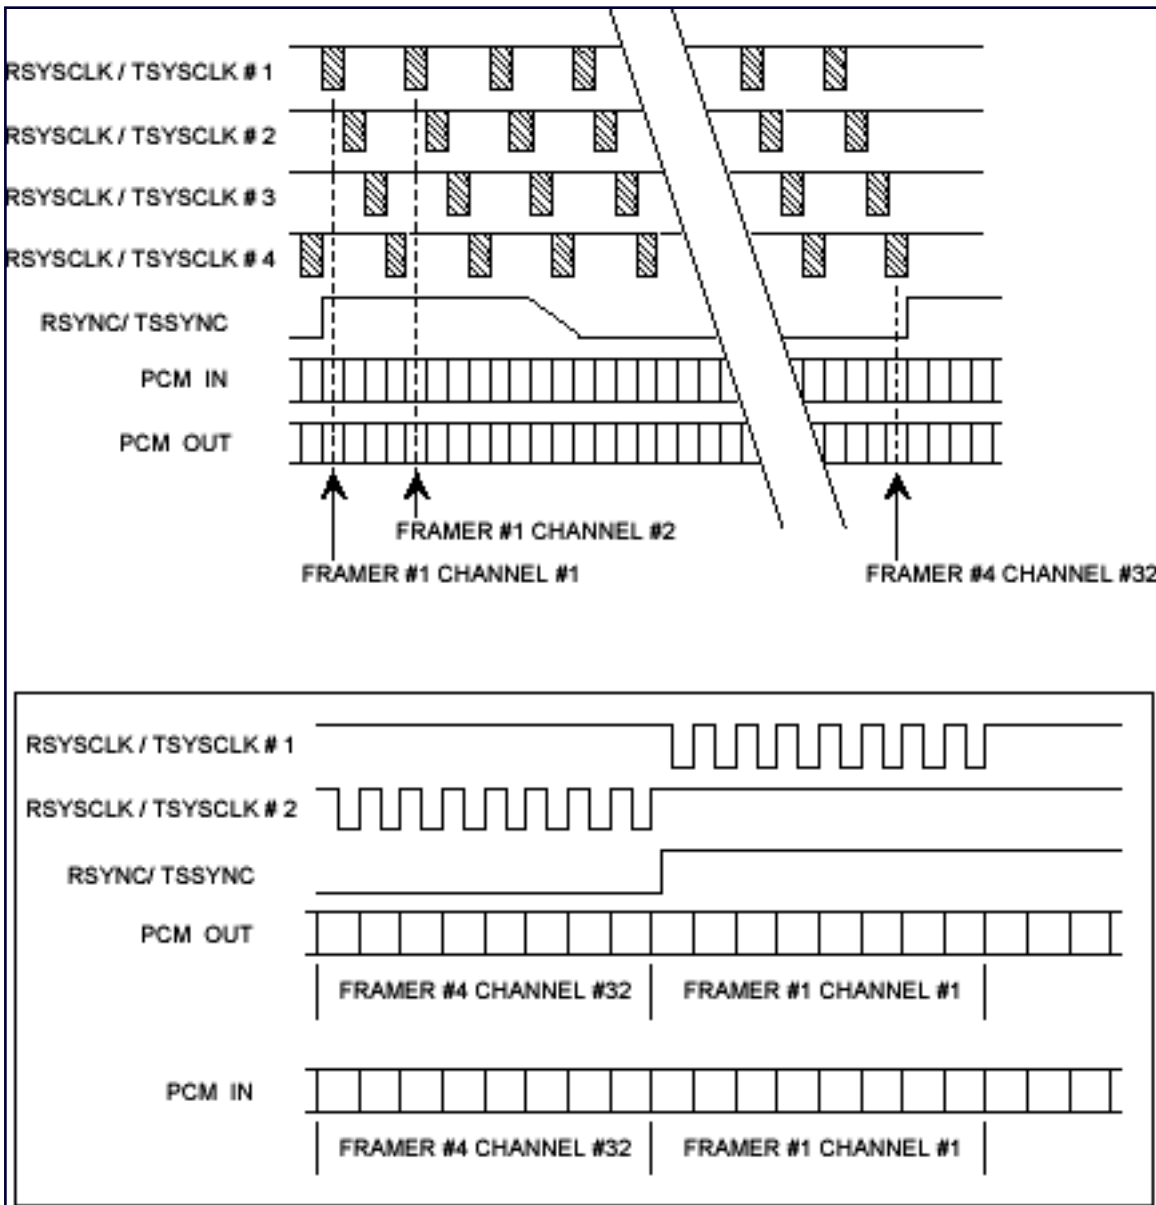 RSYSCLK / TSYSCLK # 1
RSYSCLK / TSYSCLK # 2
RSYSCLK / TSYSCLK # 3
RSYSCLK / TSYSCLK # 4
RSYNC/ TSSYNC
PCM IN
PCM OUT
FRAMER #1 CHANNEL #2
FRAMER #1 CHANNEL #1
FRAMER #4 CHANNEL #32
RSYSCLK / TSYSCLK # 1
RSYSCLK / TSYSCLK # 2
RSYNC/ TSSYNC
PCM OUT
FRAMER #4 CHANNEL #32
FRAMER #1 CHANNEL #1
PCM IN
FRAMER #4 CHANNEL #32
FRAMER #1 CHANNEL #1